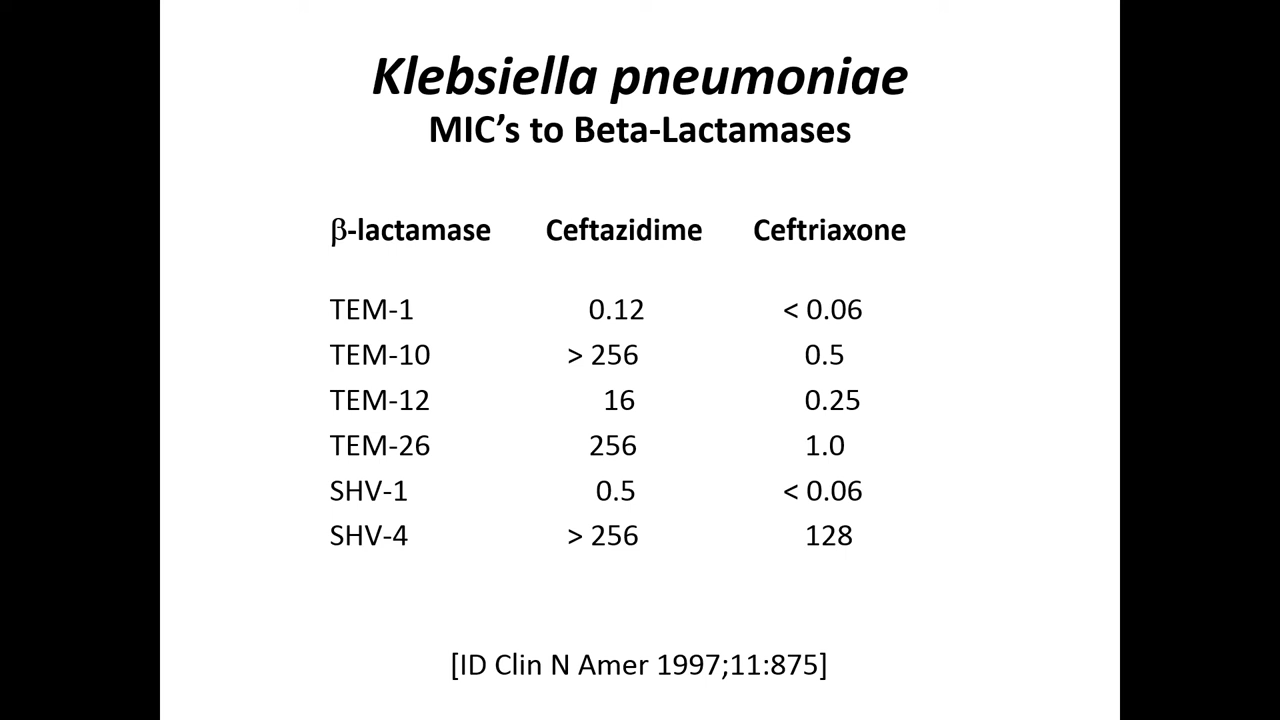 Klebsiella pneumoniae
MIC's to Beta-Lactamases
β-lactamase Ceftazidime Ceftriaxone
TEM-1 0.12 < 0.06
TEM-10 > 256 0.5
TEM-12 16 0.25
TEM-26 256 1.0
SHV-1 0.5 < 0.06
SHV-4 > 256 128
[ID Clin N Amer 1997;11:875]